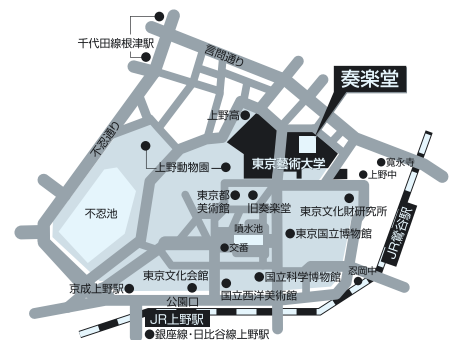 千代田線根津駅
言問通り
奏楽堂
上野高
不忍通り
上野動物園
東京藝術大学
寛永寺
上野中
東京都
美術館
旧奏楽堂
東京文化財研究所
不忍池
噴水池
東京国立博物館
JR鶯谷駅
交番
東京文化会館
国立科学博物館
忍岡中
京成上野駅
国立西洋美術館
公園口
JR上野駅
銀座線・日比谷線上野駅